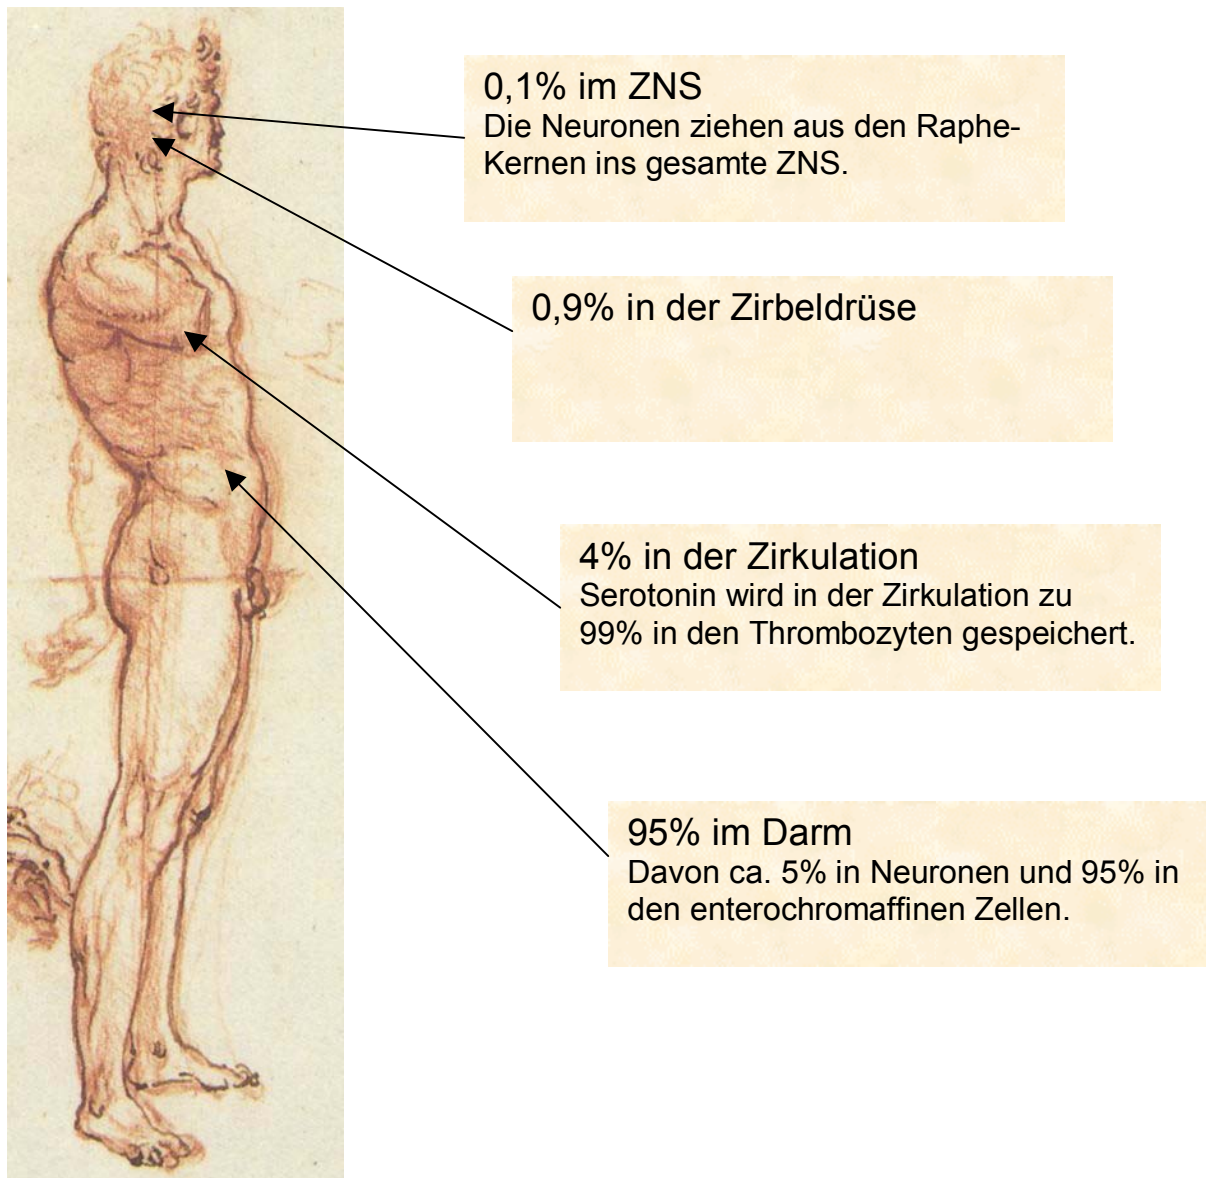 0,1% im ZNS
Die Neuronen ziehen aus den Raphe-
Kernen ins gesamte ZNS.
0,9% in der Zirbeldrüse
4% in der Zirkulation
Serotonin wird in der Zirkulation zu
99% in den Thrombozyten gespeichert.
95% im Darm
Davon ca. 5% in Neuronen und 95% in
den enterochromaffinen Zellen.